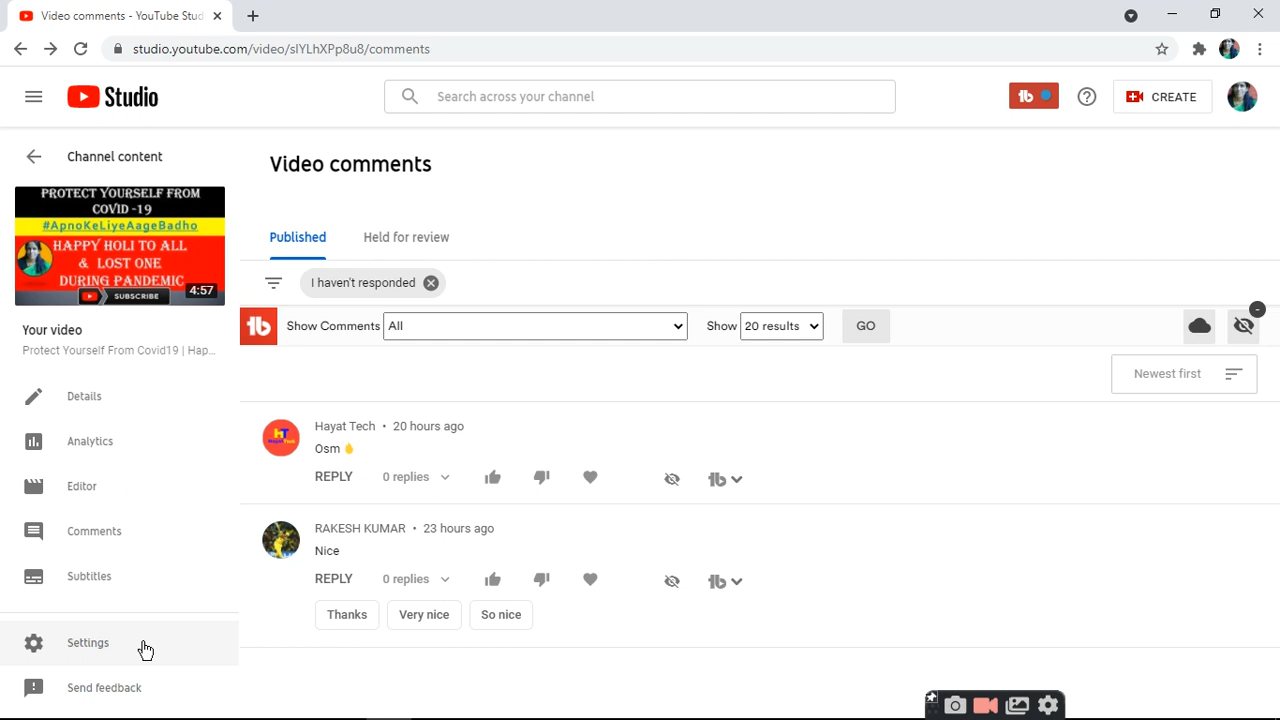 Video comments - YouTube Stud
studio.youtube.com/video/sIYLhXPp8u8/comments
Studio
Search across your channel
CREATE
Channel content
PROTECT YOURSELF FROM
COVID -19
#ApnoKeLiyeAageBadho
HAPPY HOLI TO ALL
& LOST ONE
DURING PANDEMIC
SUBSCRIBE
4:57
Your video
Protect Yourself From Covid19 | Hap...
Details
Analytics
Editor
Comments
Subtitles
Settings
Send feedback
Video comments
Published Held for review
I haven't responded
Show Comments All Show 20 results GO
Newest first
Hayat Tech • 20 hours ago
Osm
REPLY 0 replies
RAKESH KUMAR • 23 hours ago
Nice
REPLY 0 replies
Thanks Very nice So nice